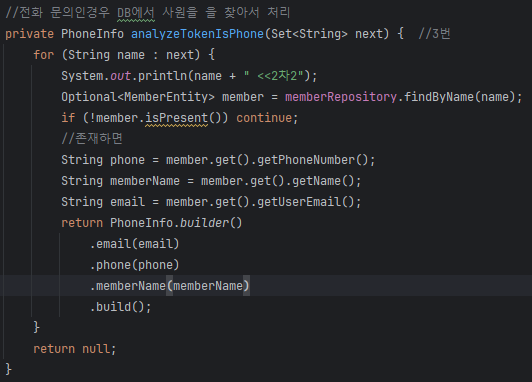 //전화 문의인경우 DB에서 사원을 을 찾아서 처리
private PhoneInfo analyzeTokenIsPhone(Set<String> next) {  //3번
    for (String name : next) {
        System.out.println(name + " <<2차2");
        Optional<MemberEntity> member = memberRepository.findByName(name);
        if (!member.isPresent()) continue;
        //존재하면
        String phone = member.get().getPhoneNumber();
        String memberName = member.get().getName();
        String email = member.get().getUserEmail();
        return PhoneInfo.builder()
            .email(email)
            .phone(phone)
            .memberName(memberName)
            .build();
    }
    return null;
}